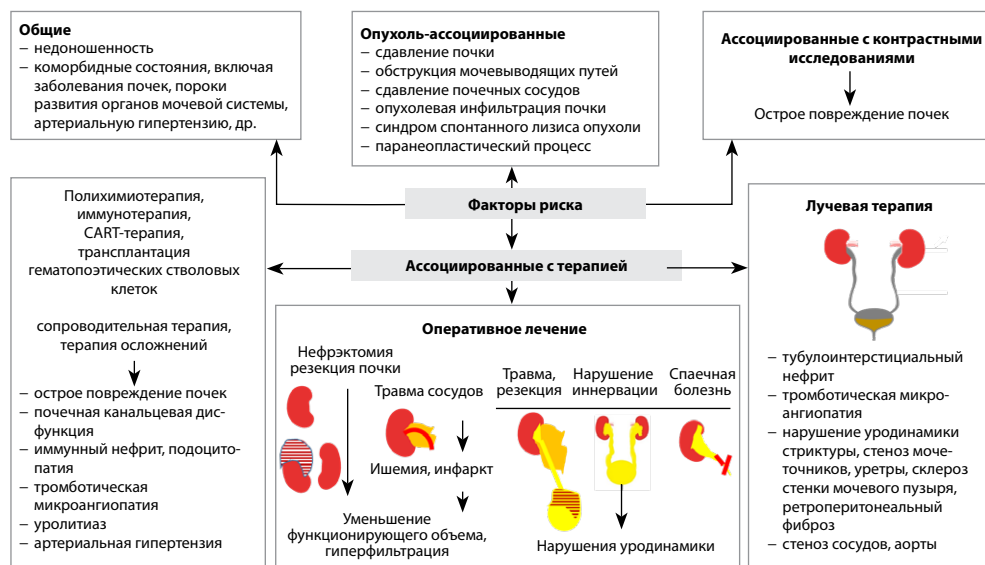 Общие
– недоношенность
– коморбидные состояния, включая
заболевания почек, пороки
развития органов мочевой системы,
артериальную гипертензию, др.
Опухоль-ассоциированные
– сдавление почки
– обструкция мочевыводящих путей
– сдавление почечных сосудов
– опухолевая инфильтрация почки
– синдром спонтанного лизиса опухоли
– паранеопластический процесс
Ассоциированные с контрастными
исследованиями
Острое повреждение почек
Факторы риска
Ассоциированные с терапией
Полихимиотерапия,
иммунотерапия,
CART-терапия,
трансплантация
гематопоэтических стволовых
клеток
сопроводительная терапия,
терапия осложнений
– острое повреждение почек
– почечная канальцевая дис-
функция
– иммунный нефрит, подоцито-
патия
– тромботическая
микроангиопатия
– уролитиаз
– артериальная гипертензия
Оперативное лечение
Нефрэктомия
резекция почки
Травма сосудов
Ишемия, инфаркт
Уменьшение
функционирующего объема,
гиперфильтрация
Травма,
резекция
Нарушение
иннервации
Спаечная
болезнь
Нарушения уродинамики
Лучевая терапия
– тубулоинтерстициальный
нефрит
– тромботическая микро-
ангиопатия
– нарушение уродинамики
стриктуры, стеноз моче-
точников, уретры, склероз
стенки мочевого пузыря,
ретроперитонеальный
фиброз
– стеноз сосудов, аорты